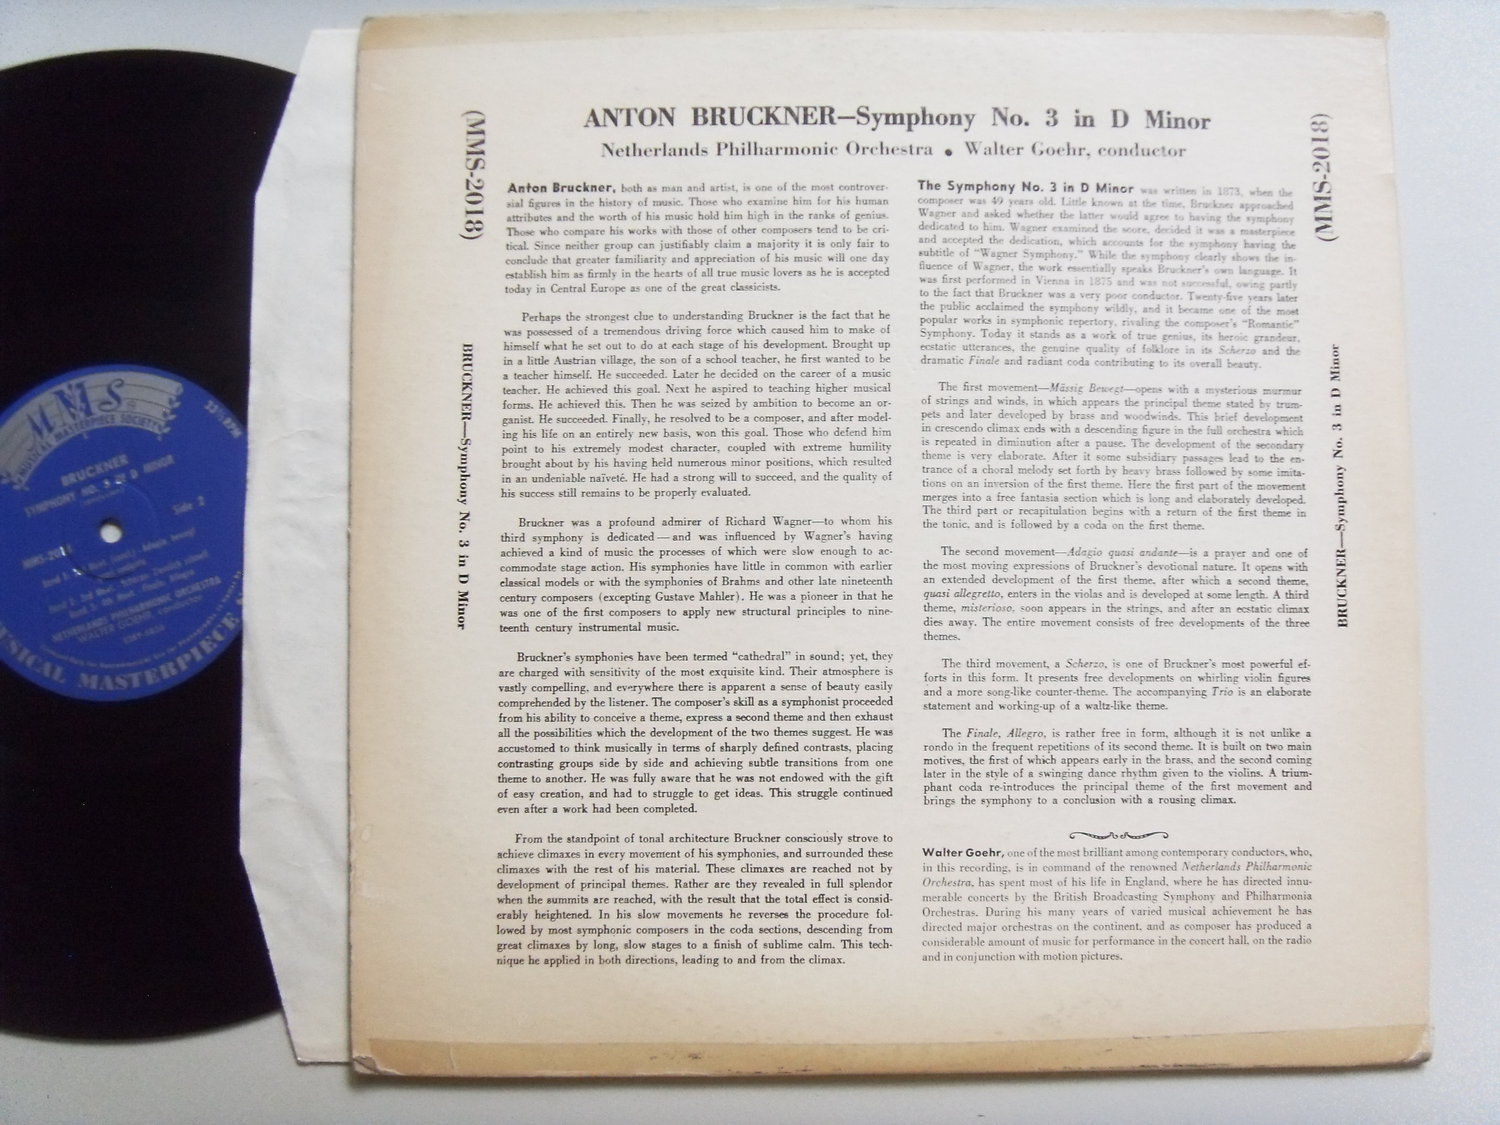 MMS
MUSICAL MASTERPIECE SOCIETY
33⅓ RPM
BRUCKNER
SYMPHONY NO. 3 IN D MINOR
Side 2
NETHERLANDS PHILHARMONIC ORCHESTRA
WALTER GOEHR, conductor
MUSICAL MASTERPIECE
(MMS-2018)
BRUCKNER—Symphony No. 3 in D Minor
ANTON BRUCKNER—Symphony No. 3 in D Minor
Netherlands Philharmonic Orchestra • Walter Goehr, conductor
Anton Bruckner, both as man and artist, is one of the most controver-
sial figures in the history of music. Those who examine him for his human
attributes and the worth of his music hold him high in the ranks of genius.
Those who compare his works with those of other composers tend to be cri-
tical. Since neither group can justifiably claim a majority it is only fair to
conclude that greater familiarity and appreciation of his music will one day
establish him as firmly in the hearts of all true music lovers as he is accepted
today in Central Europe as one of the great classicists.
Perhaps the strongest clue to understanding Bruckner is the fact that he
was possessed of a tremendous driving force which caused him to make of
himself what he set out to do at each stage of his development. Brought up
in a little Austrian village, the son of a school teacher, he first wanted to be
a teacher himself. He succeeded. Later he decided on the career of a music
teacher. He achieved this goal. Next he aspired to teaching higher musical
forms. He achieved this. Then he was seized by ambition to become an or-
ganist. He succeeded. Finally, he resolved to be a composer, and after model-
ing his life on an entirely new basis, won this goal. Those who defend him
point to his extremely modest character, coupled with extreme humility
brought about by his having held numerous minor positions, which resulted
in an undeniable naïveté. He had a strong will to succeed, and the quality of
his success still remains to be properly evaluated.
Bruckner was a profound admirer of Richard Wagner—to whom his
third symphony is dedicated—and was influenced by Wagner's having
achieved a kind of music the processes of which were slow enough to ac-
commodate stage action. His symphonies have little in common with earlier
classical models or with the symphonies of Brahms and other late nineteenth
century composers (excepting Gustave Mahler). He was a pioneer in that he
was one of the first composers to apply new structural principles to nine-
teenth century instrumental music.
Bruckner's symphonies have been termed "cathedral" in sound; yet, they
are charged with sensitivity of the most exquisite kind. Their atmosphere is
vastly compelling, and everywhere there is apparent a sense of beauty easily
comprehended by the listener. The composer's skill as a symphonist proceeded
from his ability to conceive a theme, express a second theme and then exhaust
all the possibilities which the development of the two themes suggest. He was
accustomed to think musically in terms of sharply defined contrasts, placing
contrasting groups side by side and achieving subtle transitions from one
theme to another. He was fully aware that he was not endowed with the gift
of easy creation, and had to struggle to get ideas. This struggle continued
even after a work had been completed.
From the standpoint of tonal architecture Bruckner consciously strove to
achieve climaxes in every movement of his symphonies, and surrounded these
climaxes with the rest of his material. These climaxes are reached not by
development of principal themes. Rather are they revealed in full splendor
when the summits are reached, with the result that the total effect is consid-
erably heightened. In his slow movements he reverses the procedure fol-
lowed by most symphonic composers in the coda sections, descending from
great climaxes by long, slow stages to a finish of sublime calm. This tech-
nique he applied in both directions, leading to and from the climax.
The Symphony No. 3 in D Minor was written in 1873, when the
composer was 49 years old. Little known at the time, Bruckner approached
Wagner and asked whether the latter would agree to having the symphony
dedicated to him. Wagner examined the score, decided it was a masterpiece
and accepted the dedication, which accounts for the symphony having the
subtitle of "Wagner Symphony." While the symphony clearly shows the in-
fluence of Wagner, the work essentially speaks Bruckner's own language. It
was first performed in Vienna in 1875 and was not successful, owing partly
to the fact that Bruckner was a very poor conductor. Twenty-five years later
the public acclaimed the symphony wildly, and it became one of the most
popular works in symphonic repertory, rivaling the composer's "Romantic"
Symphony. Today it stands as a work of true genius, its heroic grandeur,
ecstatic utterances, the genuine quality of folklore in its Scherzo and the
dramatic Finale and radiant coda contributing to its overall beauty.
The first movement—Mässig Bewegt—opens with a mysterious murmur
of strings and winds, in which appears the principal theme stated by trum-
pets and later developed by brass and woodwinds. This brief development
in crescendo climax ends with a descending figure in the full orchestra which
is repeated in diminution after a pause. The development of the secondary
theme is very elaborate. After it some subsidiary passages lead to the en-
trance of a choral melody set forth by heavy brass followed by some imita-
tions on an inversion of the first theme. Here the first part of the movement
merges into a free fantasia section which is long and elaborately developed.
The third part or recapitulation begins with a return of the first theme in
the tonic, and is followed by a coda on the first theme.
The second movement—Adagio quasi andante—is a prayer and one of
the most moving expressions of Bruckner's devotional nature. It opens with
an extended development of the first theme, after which a second theme,
quasi allegretto, enters in the violas and is developed at some length. A third
theme, misterioso, soon appears in the strings, and after an ecstatic climax
dies away. The entire movement consists of free developments of the three
themes.
The third movement, a Scherzo, is one of Bruckner's most powerful ef-
forts in this form. It presents free developments on whirling violin figures
and a more song-like counter-theme. The accompanying Trio is an elaborate
statement and working-up of a waltz-like theme.
The Finale, Allegro, is rather free in form, although it is not unlike a
rondo in the frequent repetitions of its second theme. It is built on two main
motives, the first of which appears early in the brass, and the second coming
later in the style of a swinging dance rhythm given to the violins. A trium-
phant coda re-introduces the principal theme of the first movement and
brings the symphony to a conclusion with a rousing climax.
Walter Goehr, one of the most brilliant among contemporary conductors, who,
in this recording, is in command of the renowned Netherlands Philharmonic
Orchestra, has spent most of his life in England, where he has directed innu-
merable concerts by the British Broadcasting Symphony and Philharmonia
Orchestras. During his many years of varied musical achievement he has
directed major orchestras on the continent, and as composer has produced a
considerable amount of music for performance in the concert hall, on the radio
and in conjunction with motion pictures.
(MMS-2018)
BRUCKNER—Symphony No. 3 in D Minor